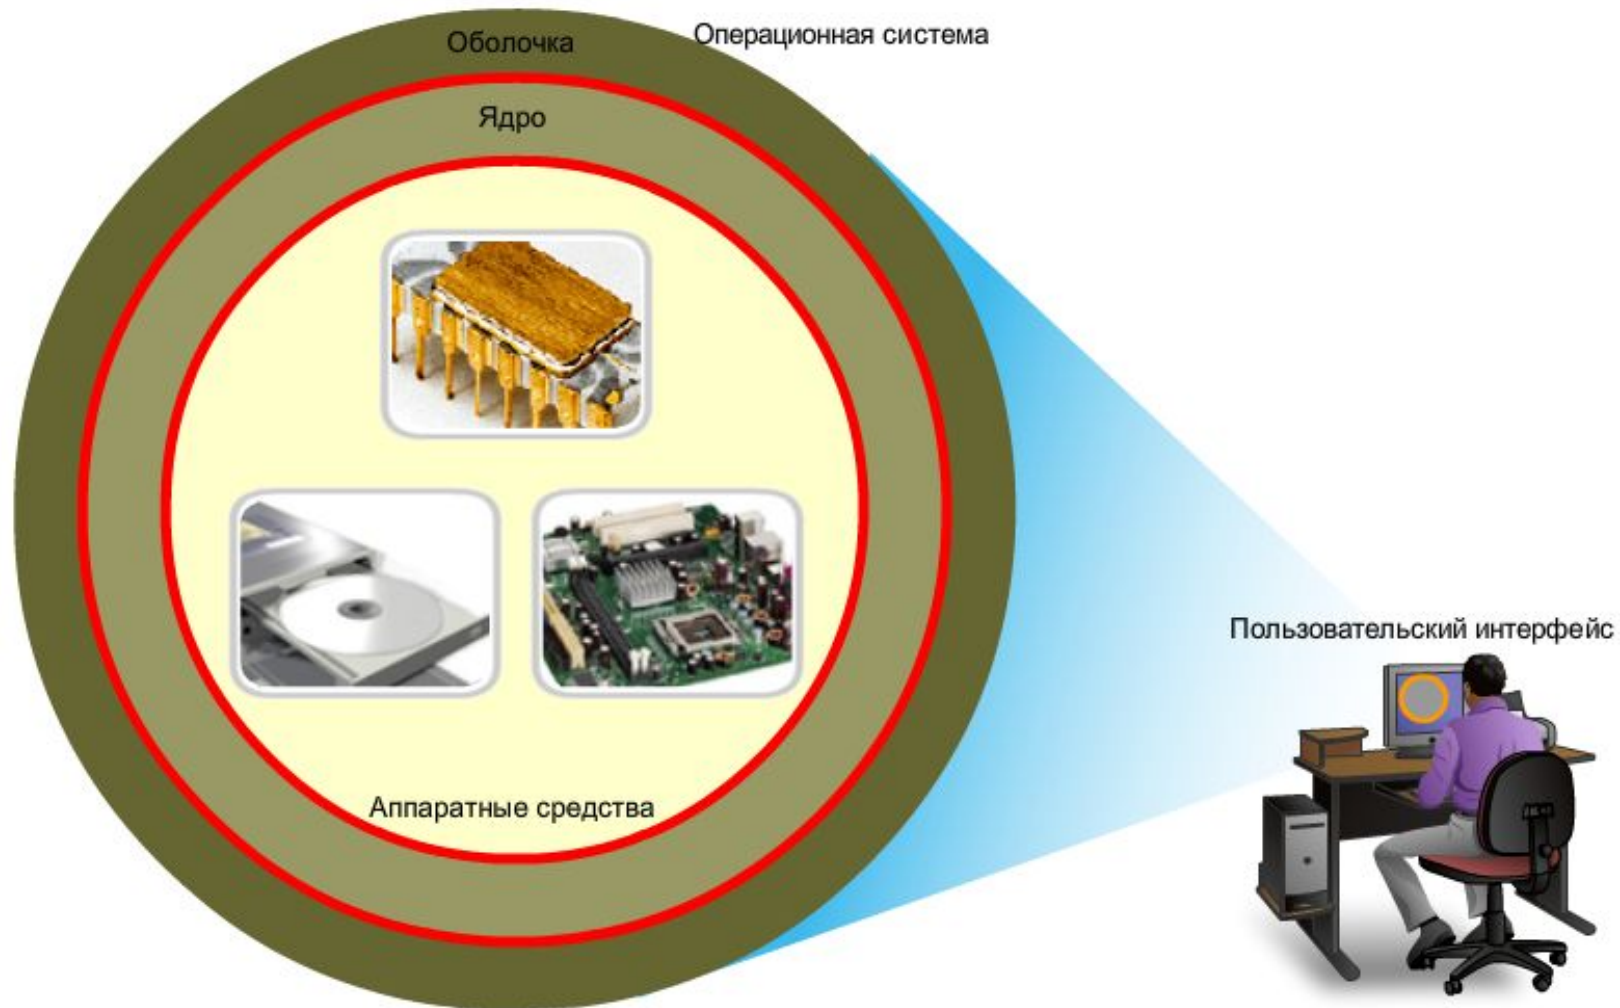 Оболочка
Операционная система
Ядро
Пользовательский интерфейс
Аппаратные средства